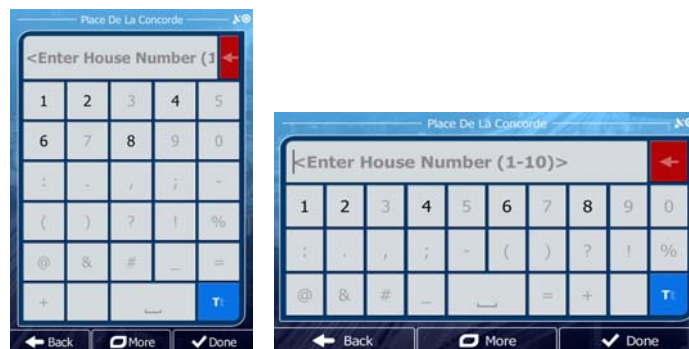 Place De La Concorde
<Enter House Number (1
1 2 3 4 5
6 7 8 9 0
: . , ; -
( ) ? ! %
@ & # _ =
+ Tt
Back More Done
Place De La Concorde
<Enter House Number (1-10)>
1 2 3 4 5 6 7 8 9 0
: . , ; - ( ) ? ! %
@ & # _ = + Tt
Back More Done